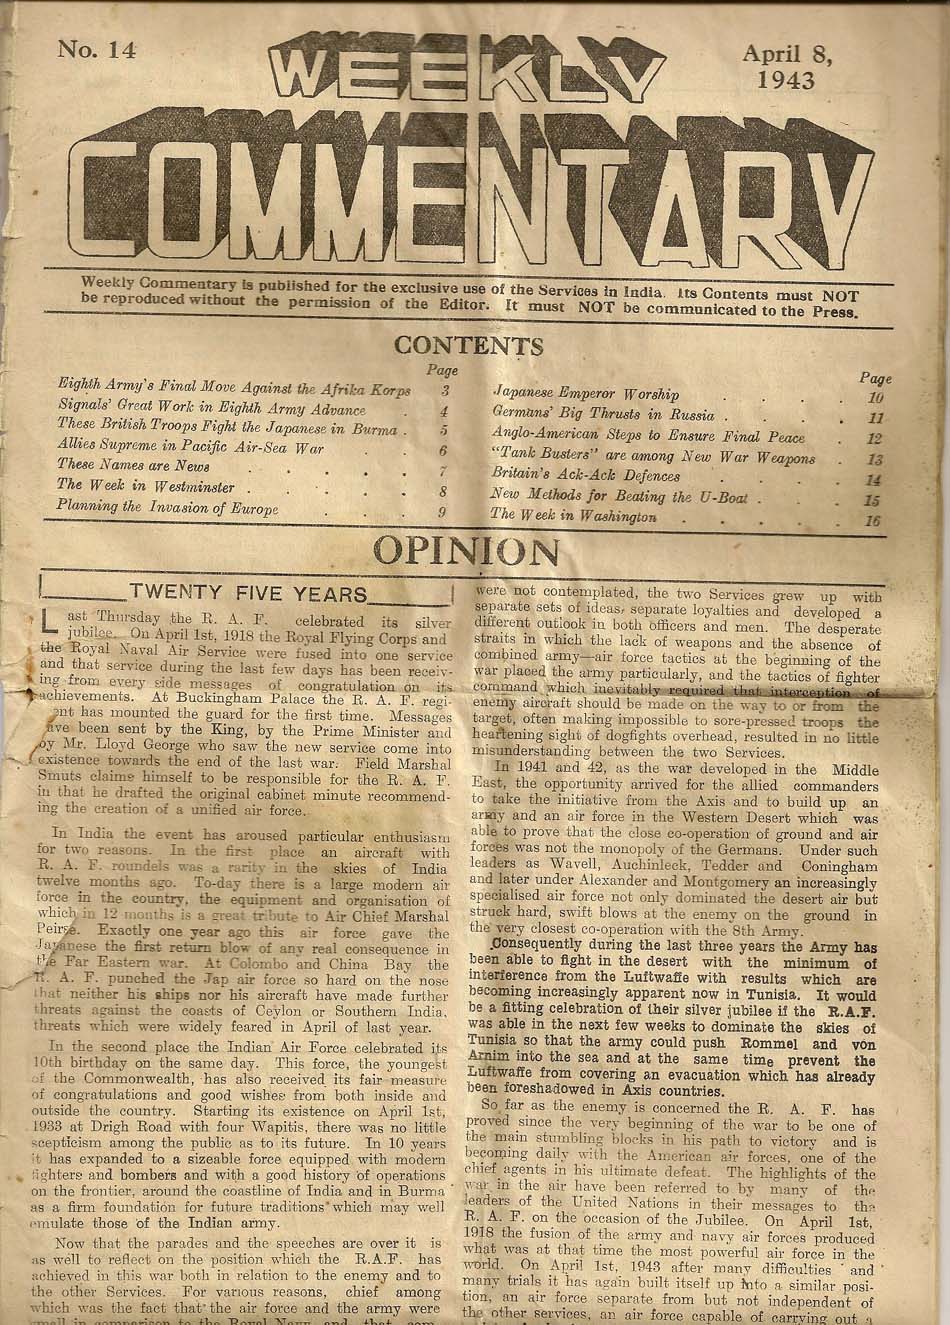 No. 14
WEEKLY
April 8,
1943
COMMENTARY
Weekly Commentary is published for the exclusive use of the Services in India. Its Contents must NOT
be reproduced without the permission of the Editor. It must NOT be communicated to the Press.
CONTENTS
Page
Eighth Army's Final Move Against the Afrika Korps 3
Signals' Great Work in Eighth Army Advance . 4
These British Troops Fight the Japanese in Burma . 5
Allies Supreme in Pacific Air-Sea War . . 6
These Names are News . . . . 7
The Week in Westminster . . . . . 8
Planning the Invasion of Europe . . . 9
Page
Japanese Emperor Worship . . . . 10
Germans' Big Thrusts in Russia . . . . 11
Anglo-American Steps to Ensure Final Peace . 12
"Tank Busters" are among New War Weapons . 13
Britain's Ack-Ack Defences . . . . 14
New Methods for Beating the U-Boat . . . 15
The Week in Washington . . . . . 16
OPINION
TWENTY FIVE YEARS
Last Thursday the R. A. F. celebrated its silver
jubilee. On April 1st, 1918 the Royal Flying Corps and
the Royal Naval Air Service were fused into one service
and that service during the last few days has been receiv-
ing from every side messages of congratulation on its
achievements. At Buckingham Palace the R. A. F. regi-
ent has mounted the guard for the first time. Messages
ave been sent by the King, by the Prime Minister and
by Mr. Lloyd George who saw the new service come into
existence towards the end of the last war. Field Marshal
Smuts claims himself to be responsible for the R. A. F.
in that he drafted the original cabinet minute recommend-
ing the creation of a unified air force.
In India the event has aroused particular enthusiasm
for two reasons. In the first place an aircraft with
R. A. F. roundels was a rarity in the skies of India
twelve months ago. To-day there is a large modern air
force in the country, the equipment and organisation of
which in 12 months is a great tribute to Air Chief Marshal
Peirse. Exactly one year ago this air force gave the
Japanese the first return blow of any real consequence in
the Far Eastern war. At Colombo and China Bay the
R. A. F. punched the Jap air force so hard on the nose
that neither his ships nor his aircraft have made further
threats against the coasts of Ceylon or Southern India,
threats which were widely feared in April of last year.
In the second place the Indian Air Force celebrated its
10th birthday on the same day. This force, the youngest
of the Commonwealth, has also received its fair measure
of congratulations and good wishes from both inside and
outside the country. Starting its existence on April 1st,
1933 at Drigh Road with four Wapitis, there was no little
scepticism among the public as to its future. In 10 years
it has expanded to a sizeable force equipped with modern
fighters and bombers and with a good history of operations
on the frontier, around the coastline of India and in Burma
as a firm foundation for future traditions which may well
emulate those of the Indian army.
Now that the parades and the speeches are over it is
as well to reflect on the position which the R.A.F. has
achieved in this war both in relation to the enemy and to
the other Services. For various reasons, chief among
which was the fact that the air force and the army were
small in comparison to the Royal Navy and that com-
were not contemplated, the two Services grew up with
separate sets of ideas, separate loyalties and developed a
different outlook in both officers and men. The desperate
straits in which the lack of weapons and the absence of
combined army—air force tactics at the beginning of the
war placed the army particularly, and the tactics of fighter
command which inevitably required that interception of
enemy aircraft should be made on the way to or from the
target, often making impossible to sore-pressed troops the
heartening sight of dogfights overhead, resulted in no little
misunderstanding between the two Services.
In 1941 and 42, as the war developed in the Middle
East, the opportunity arrived for the allied commanders
to take the initiative from the Axis and to build up an
army and an air force in the Western Desert which was
able to prove that the close co-operation of ground and air
forces was not the monopoly of the Germans. Under such
leaders as Wavell, Auchinleck, Tedder and Coningham
and later under Alexander and Montgomery an increasingly
specialised air force not only dominated the desert air but
struck hard, swift blows at the enemy on the ground in
the very closest co-operation with the 8th Army.
Consequently during the last three years the Army has
been able to fight in the desert with the minimum of
interference from the Luftwaffe with results which are
becoming increasingly apparent now in Tunisia. It would
be a fitting celebration of their silver jubilee if the R.A.F.
was able in the next few weeks to dominate the skies of
Tunisia so that the army could push Rommel and von
Arnim into the sea and at the same time prevent the
Luftwaffe from covering an evacuation which has already
been foreshadowed in Axis countries.
So far as the enemy is concerned the R. A. F. has
proved since the very beginning of the war to be one of
the main stumbling blocks in his path to victory and is
becoming daily with the American air forces, one of the
chief agents in his ultimate defeat. The highlights of the
war in the air have been referred to by many of the
leaders of the United Nations in their messages to the
R. A. F. on the occasion of the Jubilee. On April 1st,
1918 the fusion of the army and navy air forces produced
what was at that time the most powerful air force in the
world. On April 1st, 1943 after many difficulties and
many trials it has again built itself up into a similar posi-
tion, an air force separate from but not independent of
the other services, an air force capable of carrying out a